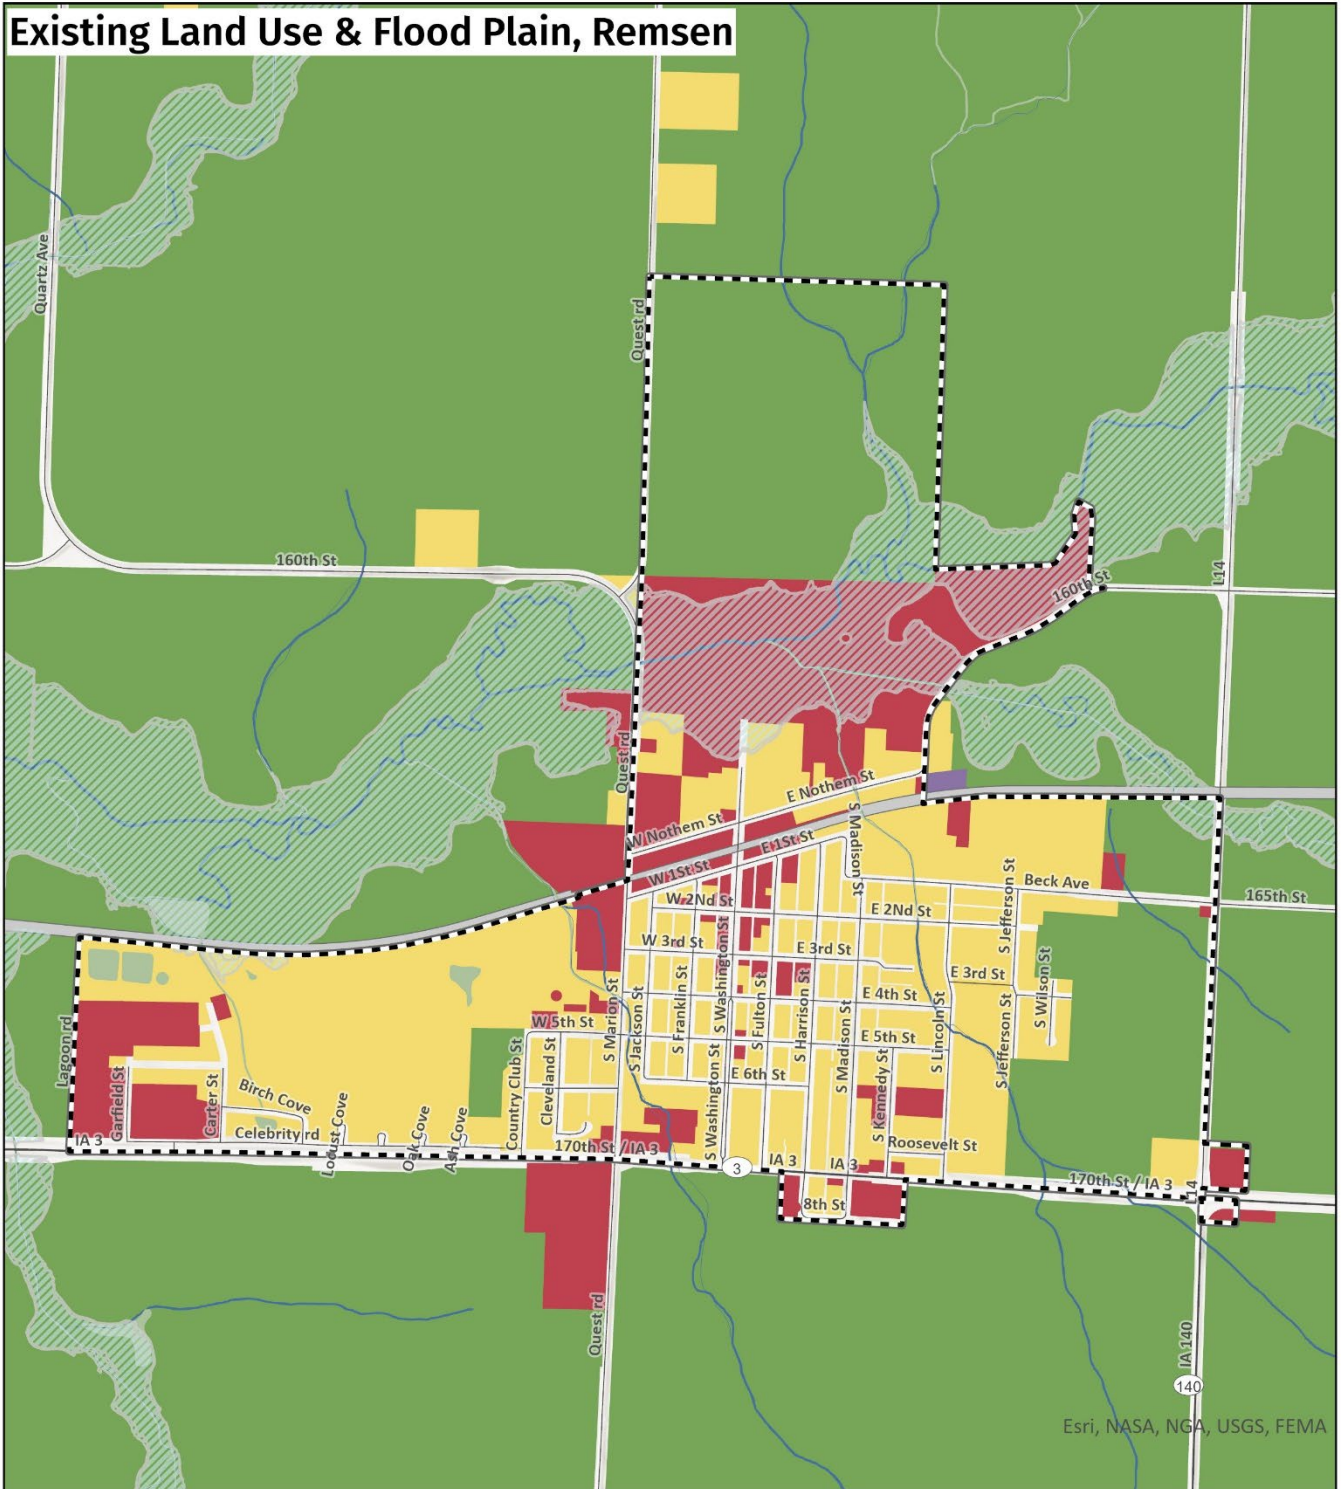 Existing Land Use & Flood Plain, Remsen
Quartz Ave
Quest rd
160th St
L14
160th St
Quest rd
E Nothem St
W Nothem St
S Madison St
E 1St St
W 1St St
Beck Ave
165th St
W 2Nd St
E 2Nd St
S Jefferson St
W 3rd St
E 3rd St
E 3rd St
S Washington St
S Wilson St
E 4th St
S Marion St
S Jackson St
S Franklin St
S Fulton St
S Harrison St
S Lincoln St
W 5th St
E 5th St
Lagoon rd
Garfield St
Carter St
Country Club St
Cleveland St
S Washington St
S Madison St
S Kennedy St
S Jefferson St
E 6th St
Birch Cove
Celebrity rd
Locust Cove
Oak Cove
Ash Cove
Roosevelt St
IA 3
170th St / IA 3
3
IA 3
IA 3
170th St / IA 3
L14
8th St
Quest rd
IA 140
140
Esri, NASA, NGA, USGS, FEMA